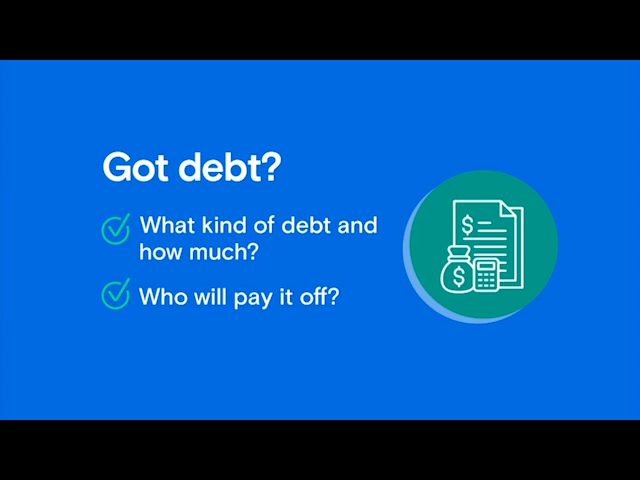 Got debt?
What kind of debt and
how much?
Who will pay it off?
$
$